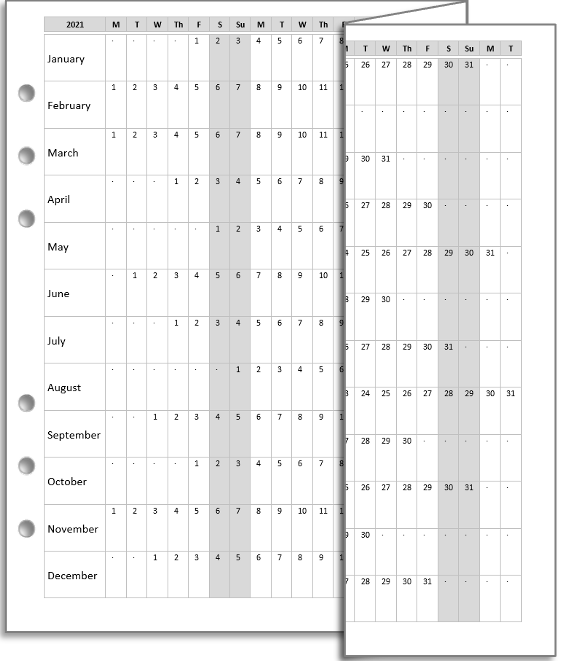 2021 M T W Th F S Su M T W Th
January · · · · 1 2 3 4 5 6 7
February 1 2 3 4 5 6 7 8 9 10 11
March 1 2 3 4 5 6 7 8 9 10 11
April · · · 1 2 3 4 5 6 7 8
May · · · · · 1 2 3 4 5 6
June · 1 2 3 4 5 6 7 8 9 10
July · · · 1 2 3 4 5 6 7 8
August · · · · · · 1 2 3 4 5
September · · 1 2 3 4 5 6 7 8 9
October · · · · 1 2 3 4 5 6 7
November 1 2 3 4 5 6 7 8 9 10 11
December · · 1 2 3 4 5 6 7 8 9
T W Th F S Su M T
26 27 28 29 30 31 · ·
· · · · · · · ·
30 31 · · · · · ·
27 28 29 30 · · · ·
25 26 27 28 29 30 31 ·
29 30 · · · · · ·
27 28 29 30 31 · · ·
24 25 26 27 28 29 30 31
28 29 30 · · · · ·
26 27 28 29 30 31 · ·
30 · · · · · · ·
28 29 30 31 · · · ·